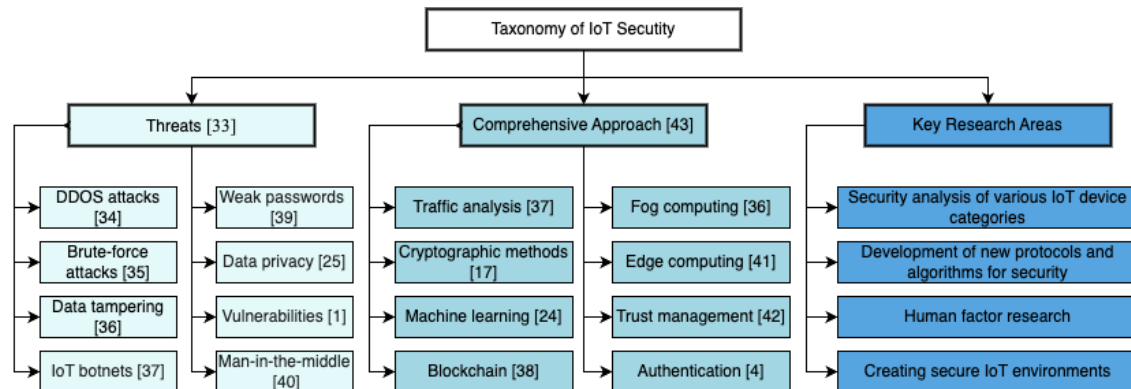 Taxonomy of IoT Secutity
Threats [33]
Comprehensive Approach [43]
Key Research Areas
DDOS attacks
[34]
Brute-force
attacks [35]
Data tampering
[36]
IoT botnets [37]
Weak passwords
[39]
Data privacy [25]
Vulnerabilities [1]
Man-in-the-middle
[40]
Traffic analysis [37]
Cryptographic methods
[17]
Machine learning [24]
Blockchain [38]
Fog computing [36]
Edge computing [41]
Trust management [42]
Authentication [4]
Security analysis of various IoT device
categories
Development of new protocols and
algorithms for security
Human factor research
Creating secure IoT environments